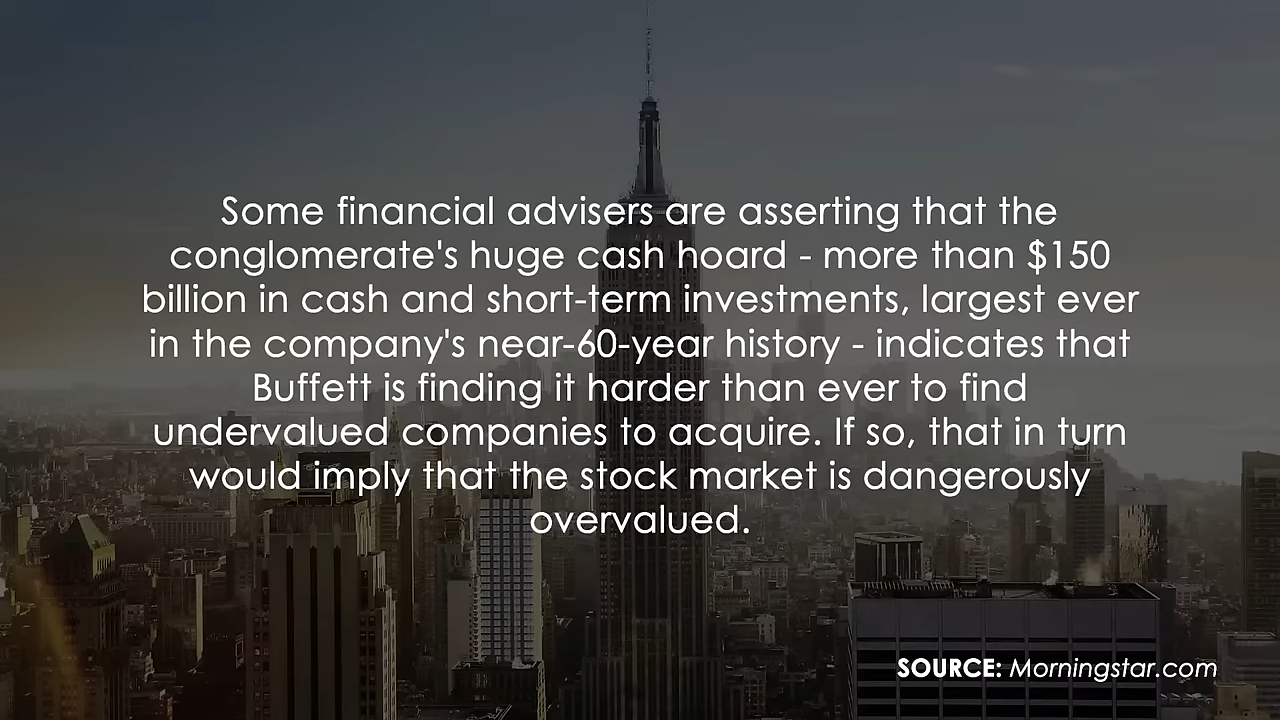 Some financial advisers are asserting that the
conglomerate's huge cash hoard - more than $150
billion in cash and short-term investments, largest ever
in the company's near-60-year history - indicates that
Buffett is finding it harder than ever to find
undervalued companies to acquire. If so, that in turn
would imply that the stock market is dangerously
overvalued.
SOURCE: Morningstar.com